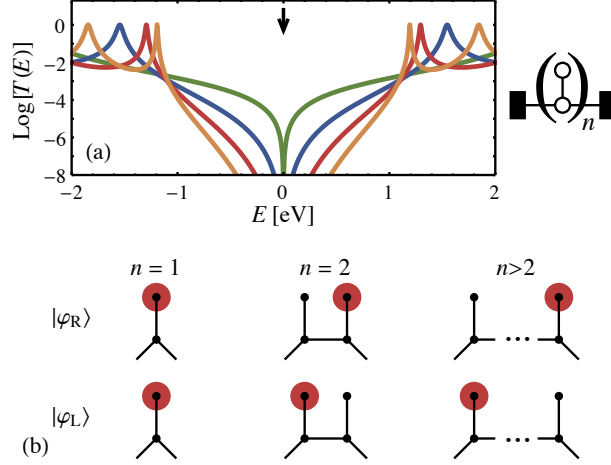 0
−2
−4
−6
−8
Log[T(E)]
(a)
−2
−1
0
1
2
E [eV]
n
n = 1
n = 2
n>2
|φR⟩
|φL⟩
(b)